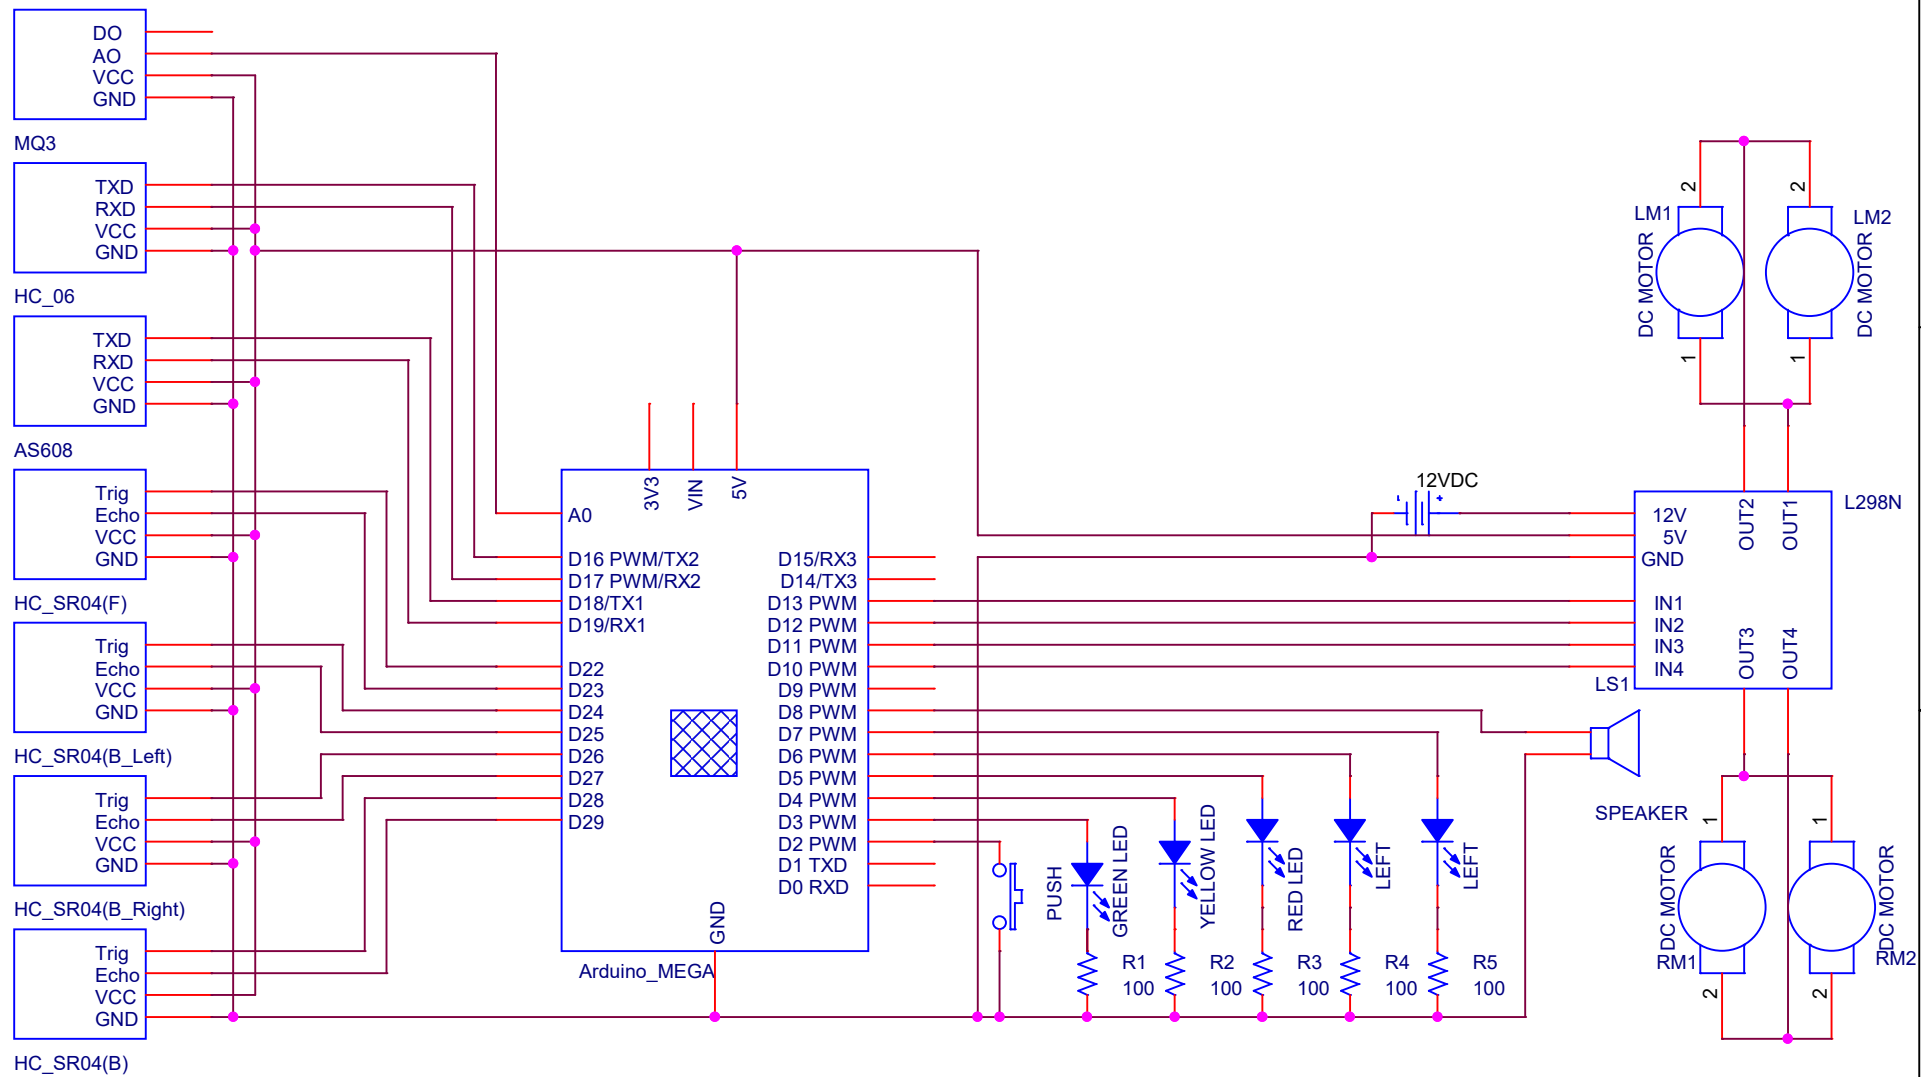 DO
AO
VCC
GND
MQ3
TXD
RXD
VCC
GND
HC_06
TXD
RXD
VCC
GND
AS608
Trig
Echo
VCC
GND
HC_SR04(F)
Trig
Echo
VCC
GND
HC_SR04(B_Left)
Trig
Echo
VCC
GND
HC_SR04(B_Right)
Trig
Echo
VCC
GND
HC_SR04(B)
3V3
VIN
5V
A0
D16 PWM/TX2
D17 PWM/RX2
D18/TX1
D19/RX1
D22
D23
D24
D25
D26
D27
D28
D29
D15/RX3
D14/TX3
D13 PWM
D12 PWM
D11 PWM
D10 PWM
D9 PWM
D8 PWM
D7 PWM
D6 PWM
D5 PWM
D4 PWM
D3 PWM
D2 PWM
D1 TXD
D0 RXD
GND
Arduino_MEGA
PUSH
GREEN LED
YELLOW LED
RED LED
LEFT
LEFT
R1
100
R2
100
R3
100
R4
100
R5
100
12VDC
- +
LM1
DC MOTOR
2
1
LM2
DC MOTOR
2
1
L298N
12V
5V
GND
IN1
IN2
IN3
IN4
OUT2
OUT1
OUT3
OUT4
LS1
SPEAKER
1
DC MOTOR
RM1
2
1
DC MOTOR
RM2
2